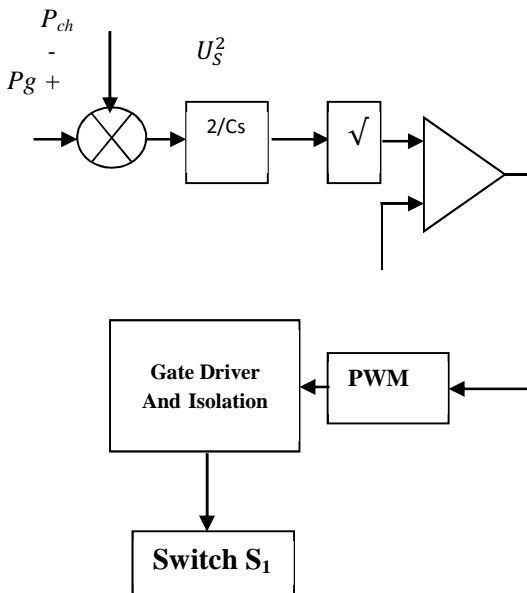 P_ch
-
Pg +
U_S^2
2/Cs
√
Gate Driver
And Isolation
PWM
Switch S₁